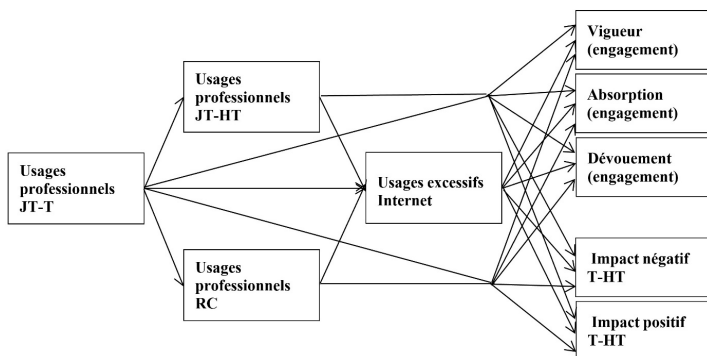 Usages
professionnels
JT-T
Usages
professionnels
JT-HT
Usages
professionnels
RC
Usages excessifs
Internet
Vigueur
(engagement)
Absorption
(engagement)
Dévouement
(engagement)
Impact négatif
T-HT
Impact positif
T-HT